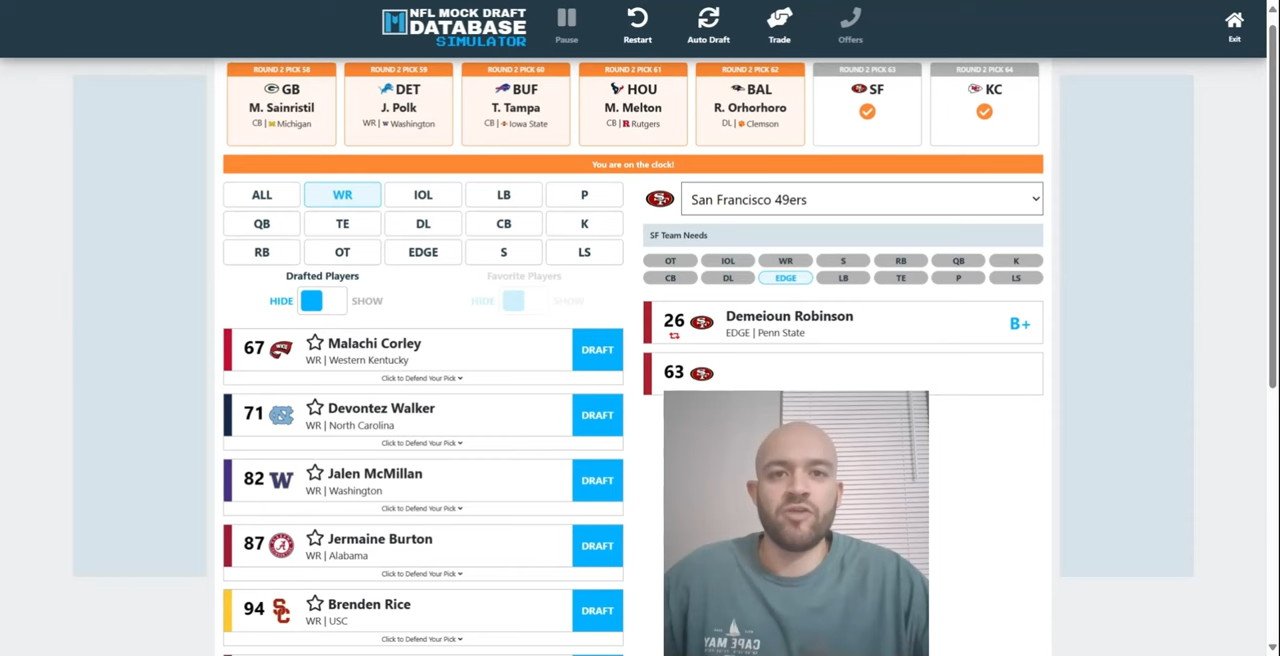 NFL MOCK DRAFT
DATABASE
SIMULATOR
Pause
Restart
Auto Draft
Trade
Offers
Exit
ROUND 2 PICK 58
GB
M. Sainristil
CB | Michigan
ROUND 2 PICK 59
DET
J. Polk
WR | Washington
ROUND 2 PICK 60
BUF
T. Tampa
CB | Iowa State
ROUND 2 PICK 61
HOU
M. Melton
CB | Rutgers
ROUND 2 PICK 62
BAL
R. Orhorhoro
DL | Clemson
ROUND 2 PICK 63
SF
ROUND 2 PICK 64
KC
You are on the clock!
ALL WR IOL LB P
QB TE DL CB K
RB OT EDGE S LS
Drafted Players
HIDE SHOW
Favorite Players
HIDE SHOW
67 Malachi Corley
WR | Western Kentucky
DRAFT
Click to Defend Your Pick
71 Devontez Walker
WR | North Carolina
DRAFT
Click to Defend Your Pick
82 Jalen McMillan
WR | Washington
DRAFT
Click to Defend Your Pick
87 Jermaine Burton
WR | Alabama
DRAFT
Click to Defend Your Pick
94 Brenden Rice
WR | USC
DRAFT
Click to Defend Your Pick
San Francisco 49ers
SF Team Needs
OT IOL WR S RB QB K
CB DL EDGE LB TE P LS
26 Demeioun Robinson
EDGE | Penn State
B+
63
CAPE MAY